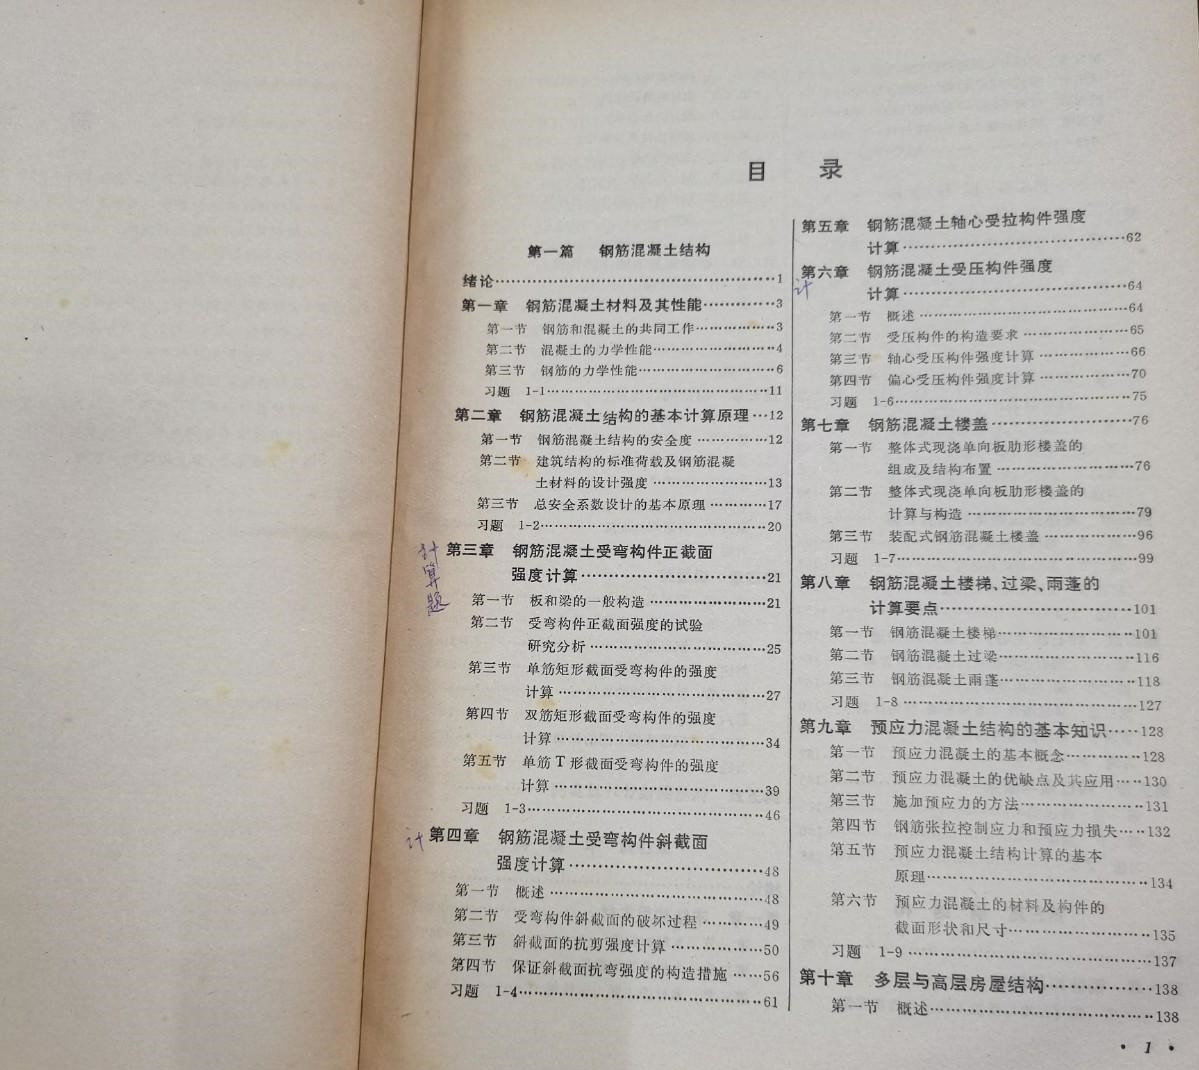 目 录
第一篇 钢筋混凝土结构
绪论……1
第一章 钢筋混凝土材料及其性能……3
第一节 钢筋和混凝土的共同工作……3
第二节 混凝土的力学性能……4
第三节 钢筋的力学性能……6
习题 1-1……11
第二章 钢筋混凝土结构的基本计算原理…12
第一节 钢筋混凝土结构的安全度……12
第二节 建筑结构的标准荷载及钢筋混凝
土材料的设计强度……13
第三节 总安全系数设计的基本原理……17
习题 1-2……20
计算题
第三章 钢筋混凝土受弯构件正截面
强度计算……21
第一节 板和梁的一般构造……21
第二节 受弯构件正截面强度的试验
研究分析……25
第三节 单筋矩形截面受弯构件的强度
计算……27
第四节 双筋矩形截面受弯构件的强度
计算……34
第五节 单筋T形截面受弯构件的强度
计算……39
习题 1-3……46
计
第四章 钢筋混凝土受弯构件斜截面
强度计算……48
第一节 概述……48
第二节 受弯构件斜截面的破坏过程……49
第三节 斜截面的抗剪强度计算……50
第四节 保证斜截面抗弯强度的构造措施……56
习题 1-4……61
第五章 钢筋混凝土轴心受拉构件强度
计算……62
第六章 钢筋混凝土受压构件强度
计
计算……64
第一节 概述……64
第二节 受压构件的构造要求……65
第三节 轴心受压构件强度计算……66
第四节 偏心受压构件强度计算……70
习题 1-6……75
第七章 钢筋混凝土楼盖……76
第一节 整体式现浇单向板肋形楼盖的
组成及结构布置……76
第二节 整体式现浇单向板肋形楼盖的
计算与构造……79
第三节 装配式钢筋混凝土楼盖……96
习题 1-7……99
第八章 钢筋混凝土楼梯、过梁、雨蓬的
计算要点……101
第一节 钢筋混凝土楼梯……101
第二节 钢筋混凝土过梁……116
第三节 钢筋混凝土雨蓬……118
习题 1-8……127
第九章 预应力混凝土结构的基本知识……128
第一节 预应力混凝土的基本概念……128
第二节 预应力混凝土的优缺点及其应用…130
第三节 施加预应力的方法……131
第四节 钢筋张拉控制应力和预应力损失…132
第五节 预应力混凝土结构计算的基本
原理……134
第六节 预应力混凝土的材料及构件的
截面形状和尺寸……135
习题 1-9……137
第十章 多层与高层房屋结构……138
第一节 概述……138
• 1 •